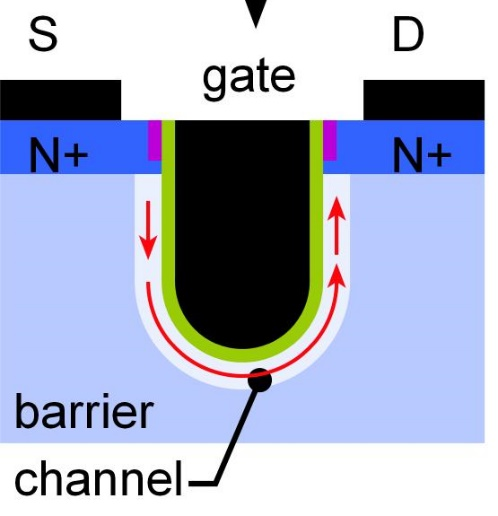 S
D
gate
N+
N+
barrier
channel